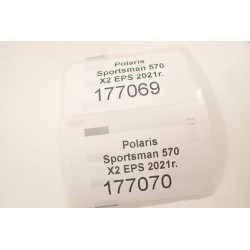 Polaris
Sportsman 570
X2 EPS 2021r.
177069
Polaris
Sportsman 570
X2 EPS 2021r.
177070